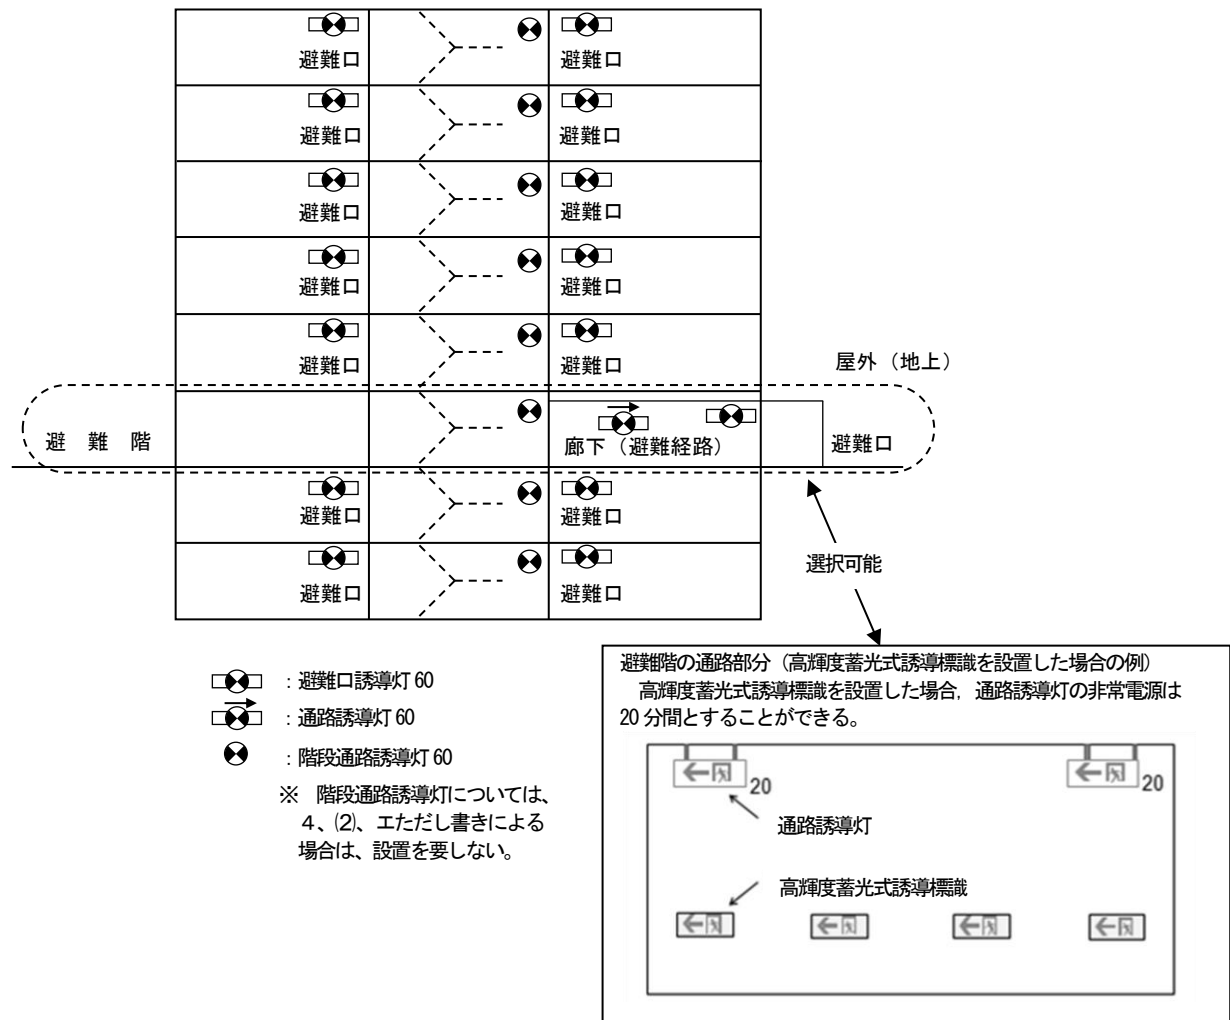 避難口 避難口
避難口 避難口
避難口 避難口
避難口 避難口
避難口 避難口
屋外（地上）
避 難 階 廊下（避難経路） 避難口
避難口 避難口
選択可能
避難口 避難口
：避難口誘導灯 60
：通路誘導灯 60
：階段通路誘導灯 60
※ 階段通路誘導灯については、
４、⑵、エただし書きによる
場合は、設置を要しない。
避難階の通路部分（高輝度蓄光式誘導標識を設置した場合の例）
高輝度蓄光式誘導標識を設置した場合，通路誘導灯の非常電源は
20 分間とすることができる。
20 20
通路誘導灯
高輝度蓄光式誘導標識